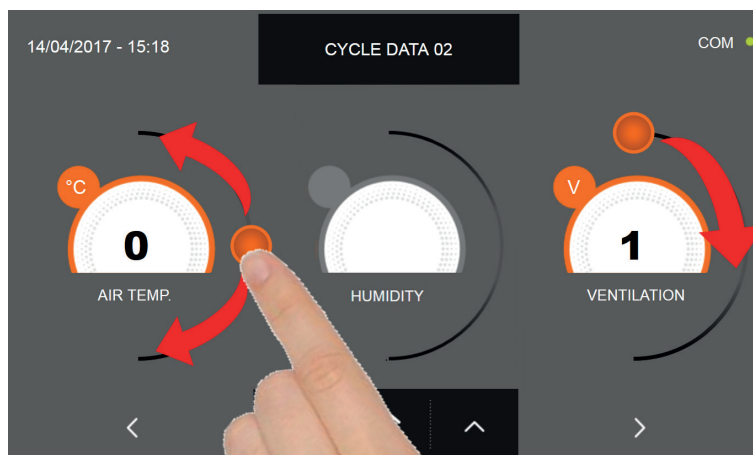 14/04/2017 - 15:18
CYCLE DATA 02
COM
°C
V
0
1
AIR TEMP.
HUMIDITY
VENTILATION